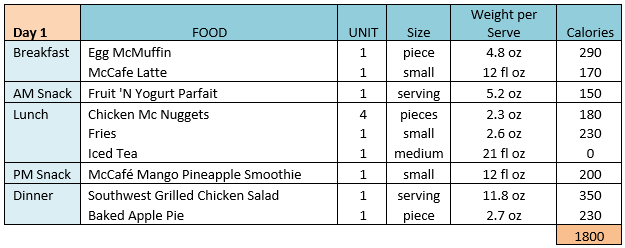 Day 1 FOOD UNIT Size Weight per Serve Calories
Breakfast Egg McMuffin 1 piece 4.8 oz 290
McCafe Latte 1 small 12 fl oz 170
AM Snack Fruit 'N Yogurt Parfait 1 serving 5.2 oz 150
Lunch Chicken Mc Nuggets 4 pieces 2.3 oz 180
Fries 1 small 2.6 oz 230
Iced Tea 1 medium 21 fl oz 0
PM Snack McCafé Mango Pineapple Smoothie 1 small 12 fl oz 200
Dinner Southwest Grilled Chicken Salad 1 serving 11.8 oz 350
Baked Apple Pie 1 piece 2.7 oz 230
1800